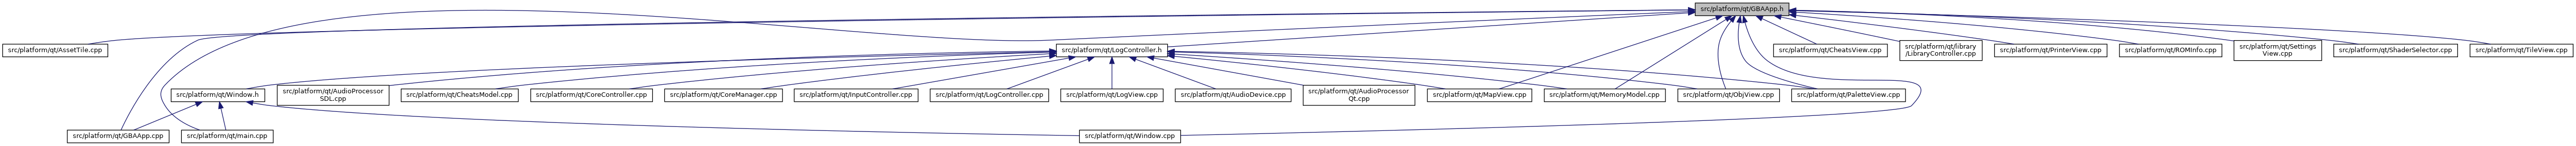 src/platform/qt/GBAApp.h
src/platform/qt/AssetTile.cpp
src/platform/qt/LogController.h
src/platform/qt/CheatsView.cpp
src/platform/qt/library
/LibraryController.cpp
src/platform/qt/PrinterView.cpp
src/platform/qt/ROMInfo.cpp
src/platform/qt/Settings
View.cpp
src/platform/qt/ShaderSelector.cpp
src/platform/qt/TileView.cpp
src/platform/qt/Window.h
src/platform/qt/AudioProcessor
SDL.cpp
src/platform/qt/CheatsModel.cpp
src/platform/qt/CoreController.cpp
src/platform/qt/CoreManager.cpp
src/platform/qt/InputController.cpp
src/platform/qt/LogController.cpp
src/platform/qt/LogView.cpp
src/platform/qt/AudioDevice.cpp
src/platform/qt/AudioProcessor
Qt.cpp
src/platform/qt/MapView.cpp
src/platform/qt/MemoryModel.cpp
src/platform/qt/ObjView.cpp
src/platform/qt/PaletteView.cpp
src/platform/qt/GBAApp.cpp
src/platform/qt/main.cpp
src/platform/qt/Window.cpp